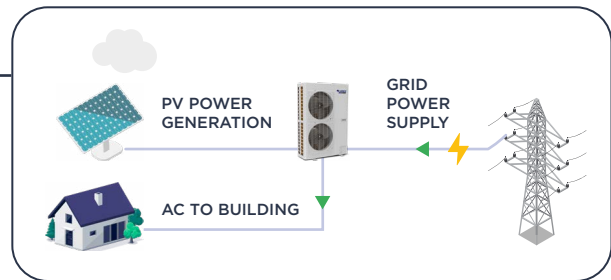 PV POWER
GENERATION
GRID
POWER
SUPPLY
AC TO BUILDING